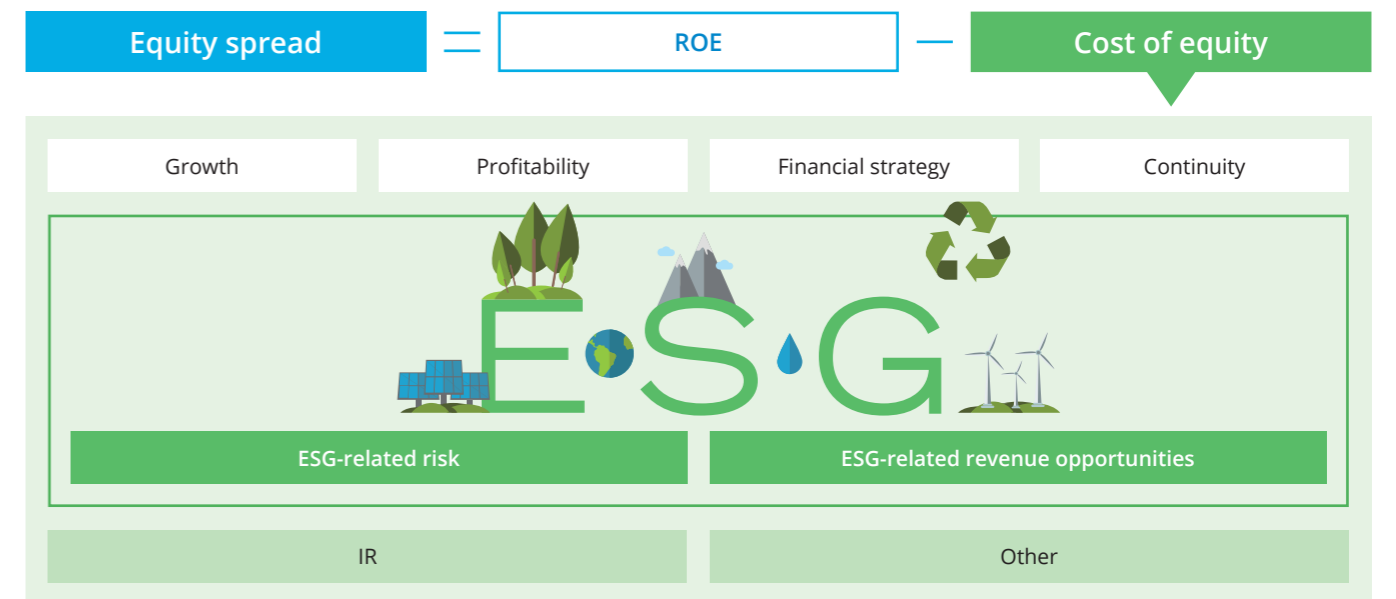 Equity spread = ROE − Cost of equity
Growth Profitability Financial strategy Continuity
E·S·G
ESG-related risk ESG-related revenue opportunities
IR Other